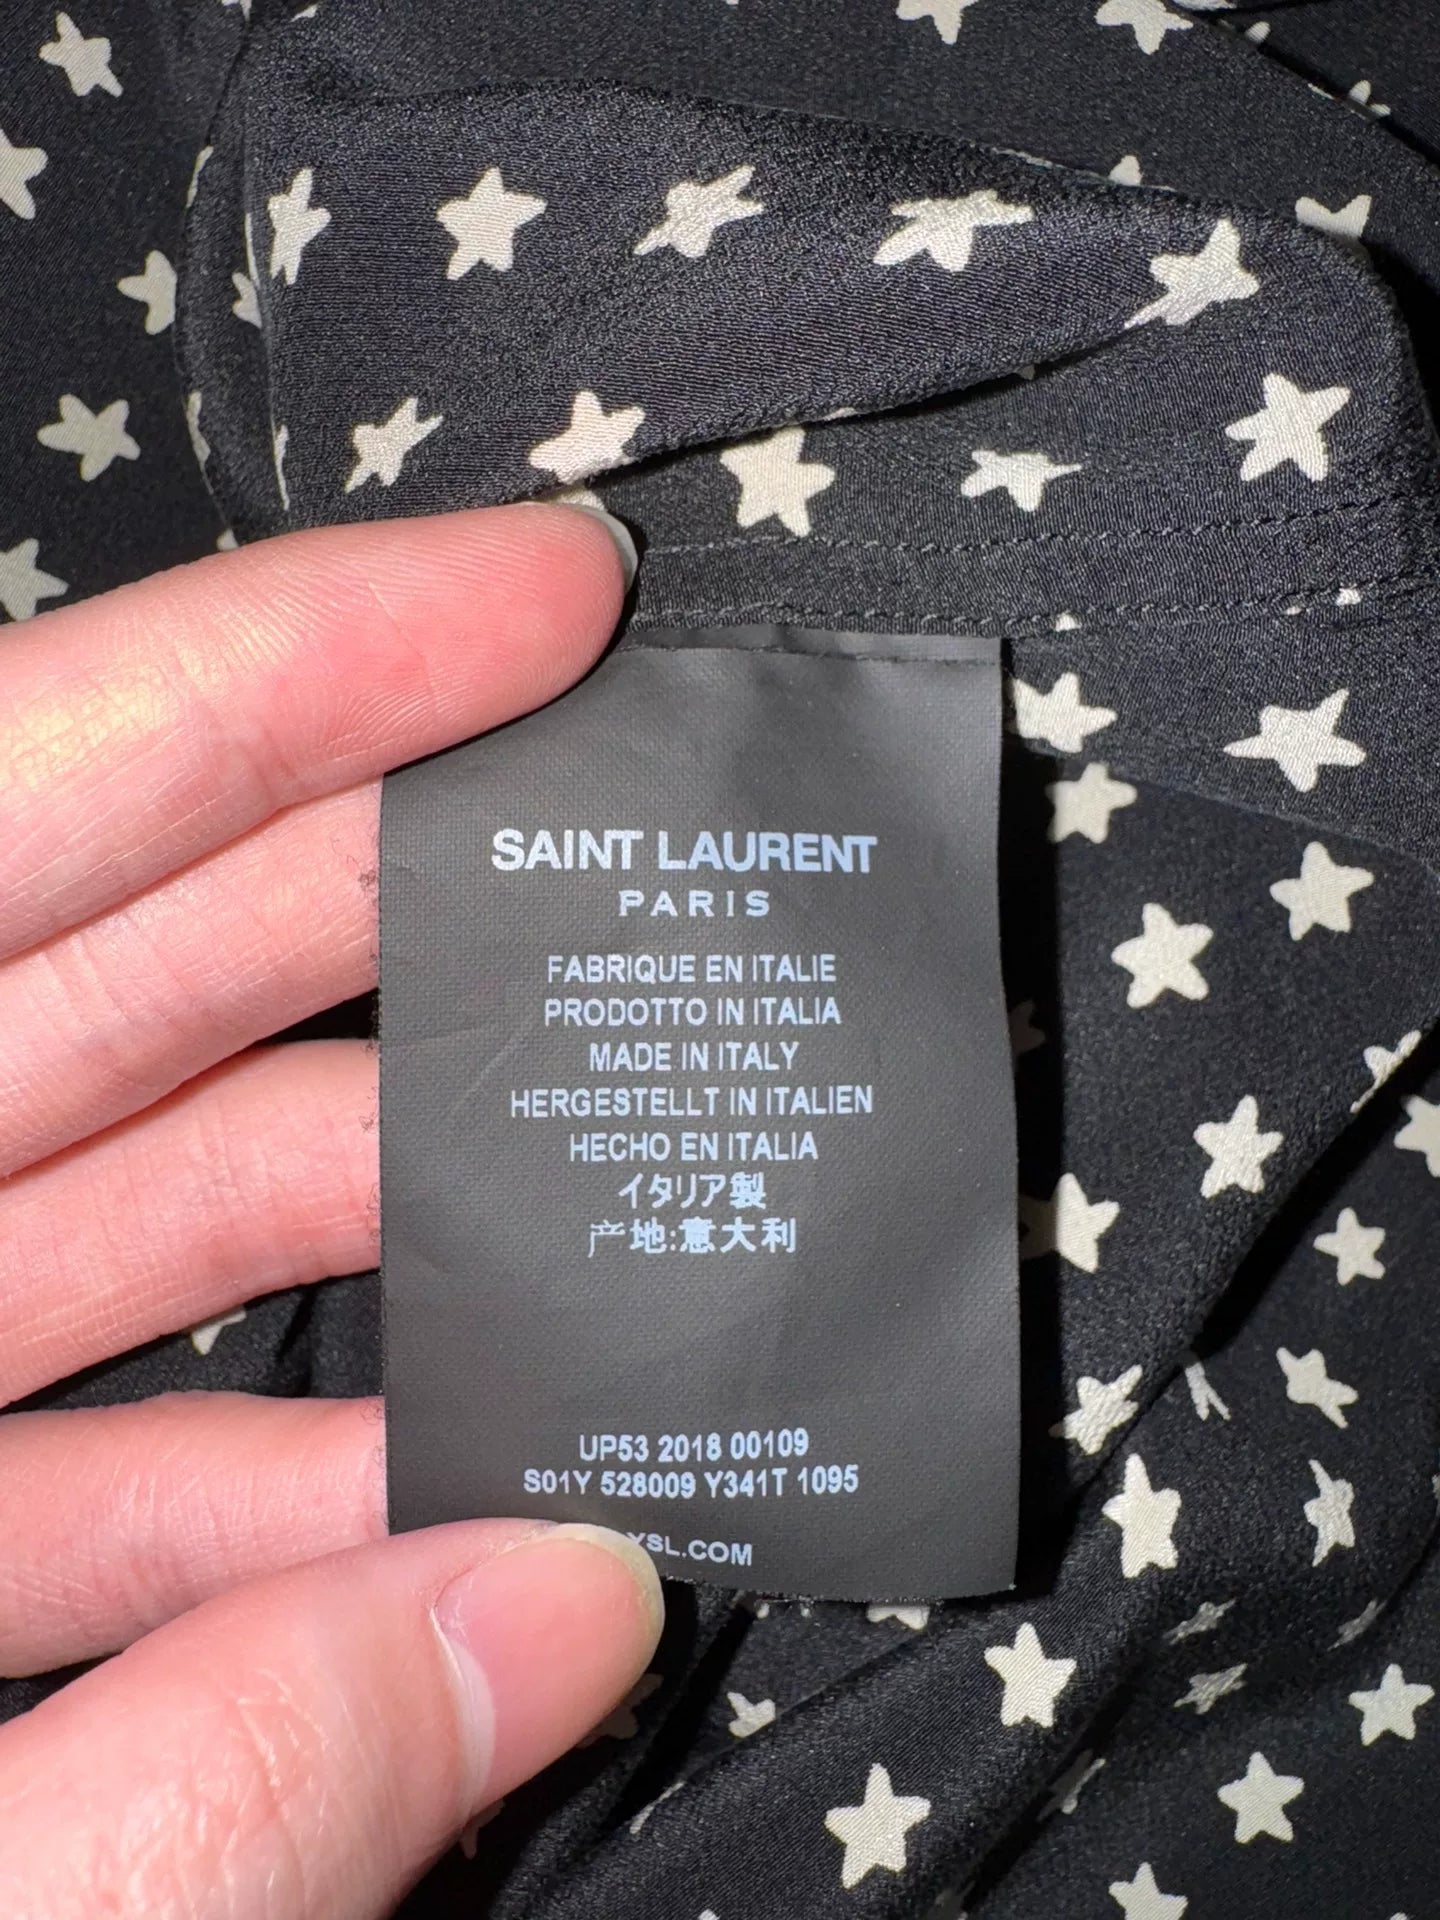 SAINT LAURENT
PARIS
FABRIQUE EN ITALIE
PRODOTTO IN ITALIA
MADE IN ITALY
HERGESTELLT IN ITALIEN
HECHO EN ITALIA
イタリア製
产地:意大利
UP53 2018 00109
S01Y 528009 Y341T 1095
YSL.COM